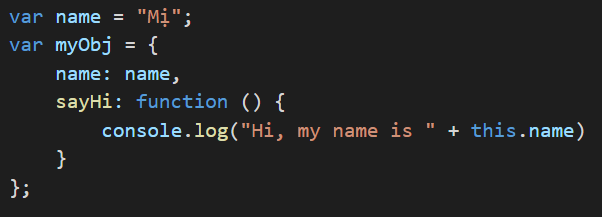 var name = "Mị";
var myObj = {
    name: name,
    sayHi: function () {
        console.log("Hi, my name is " + this.name)
    }
};